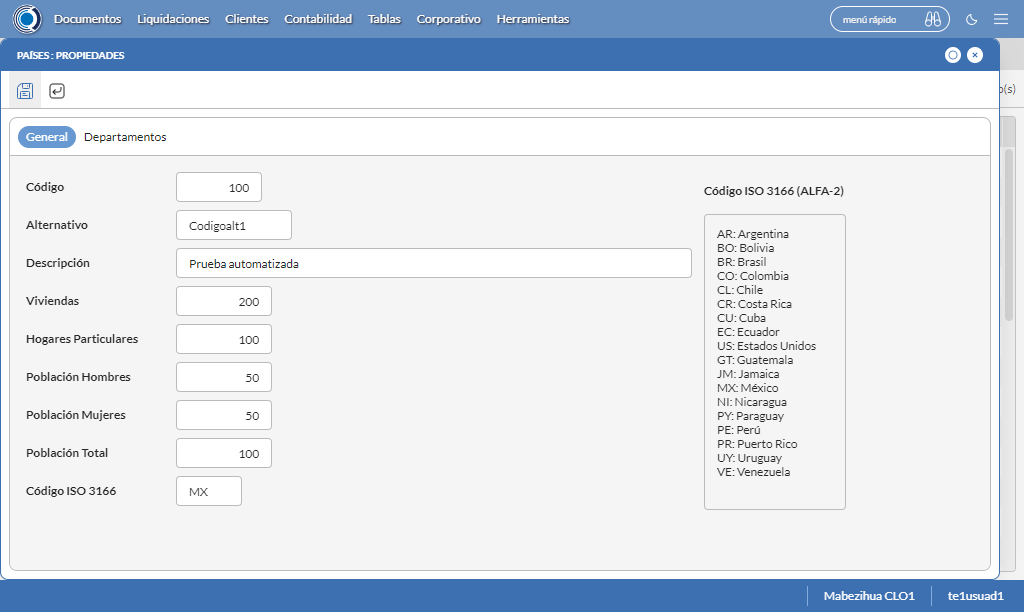 Documentos Liquidaciones Clientes Contabilidad Tablas Corporativo Herramientas menú rápido
PAÍSES : PROPIEDADES
o(s)
General Departamentos
Código 100
Alternativo Codigoalt1
Descripción Prueba automatizada
Viviendas 200
Hogares Particulares 100
Población Hombres 50
Población Mujeres 50
Población Total 100
Código ISO 3166 MX
Código ISO 3166 (ALFA-2)
AR: Argentina
BO: Bolivia
BR: Brasil
CO: Colombia
CL: Chile
CR: Costa Rica
CU: Cuba
EC: Ecuador
US: Estados Unidos
GT: Guatemala
JM: Jamaica
MX: México
NI: Nicaragua
PY: Paraguay
PE: Perú
PR: Puerto Rico
UY: Uruguay
VE: Venezuela
Mabezihua CLO1 te1usuad1